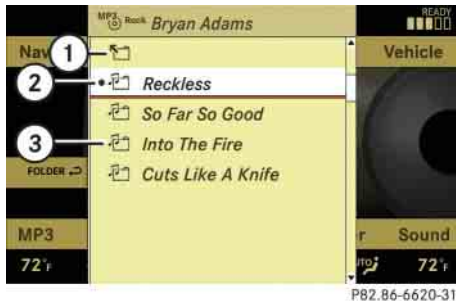 MP3 Rock Bryan Adams
READY
Nav
1
Vehicle
2 Reckless
So Far So Good
3 Into The Fire
FOLDER
Cuts Like A Knife
MP3
r
Sound
72°F
72°F
P82.86-6620-31